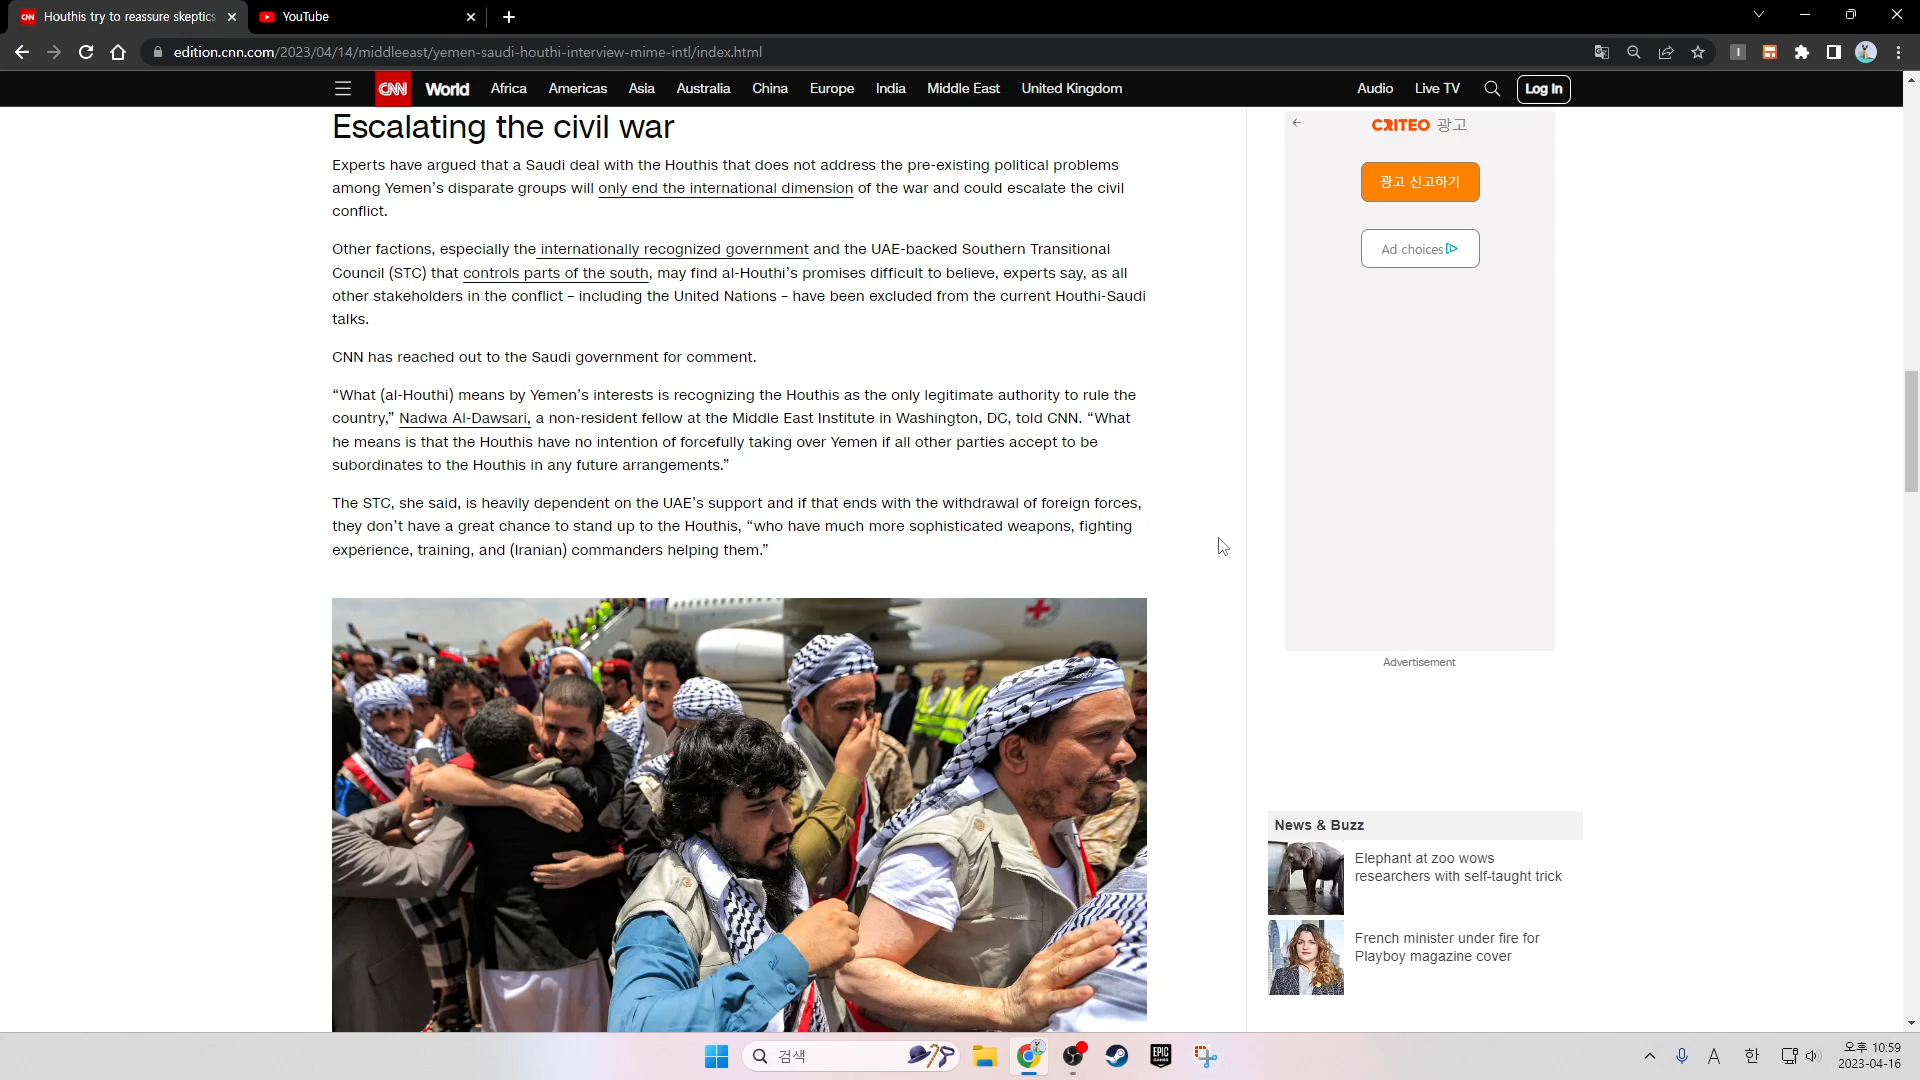 Houthis try to reassure skeptics
YouTube
edition.cnn.com/2023/04/14/middleeast/yemen-saudi-houthi-interview-mime-intl/index.html
CNN World Africa Americas Asia Australia China Europe India Middle East United Kingdom Audio Live TV Log In
Escalating the civil war
Experts have argued that a Saudi deal with the Houthis that does not address the pre-existing political problems
among Yemen’s disparate groups will only end the international dimension of the war and could escalate the civil
conflict.
Other factions, especially the internationally recognized government and the UAE-backed Southern Transitional
Council (STC) that controls parts of the south, may find al-Houthi’s promises difficult to believe, experts say, as all
other stakeholders in the conflict – including the United Nations – have been excluded from the current Houthi-Saudi
talks.
CNN has reached out to the Saudi government for comment.
“What (al-Houthi) means by Yemen’s interests is recognizing the Houthis as the only legitimate authority to rule the
country,” Nadwa Al-Dawsari, a non-resident fellow at the Middle East Institute in Washington, DC, told CNN. “What
he means is that the Houthis have no intention of forcefully taking over Yemen if all other parties accept to be
subordinates to the Houthis in any future arrangements.”
The STC, she said, is heavily dependent on the UAE’s support and if that ends with the withdrawal of foreign forces,
they don’t have a great chance to stand up to the Houthis, “who have much more sophisticated weapons, fighting
experience, training, and (Iranian) commanders helping them.”
CRITEO 광고
광고 신고하기
Ad choices
Advertisement
News & Buzz
Elephant at zoo wows
researchers with self-taught trick
French minister under fire for
Playboy magazine cover
검색
EPIC
GAMES
A 한
오후 10:59
2023-04-16